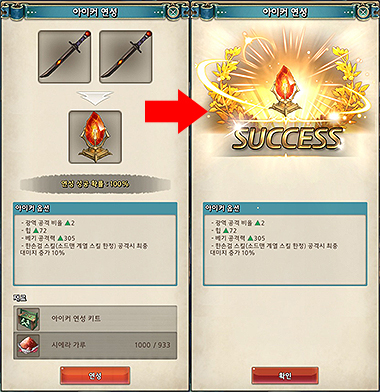 아이커 연성
연성 성공 확률 : 100%
아이커 옵션
- 광역 공격 비율 ▲2
- 힘 ▲72
- 베기 공격력 ▲305
- 한손검 스킬(소드맨 계열 스킬 한정) 공격시 최종
데미지 증가 10%
재료
아이커 연성 키트
시에라 가루
1000 / 933
연성
아이커 연성
SUCCESS
아이커 옵션
- 광역 공격 비율 ▲2
- 힘 ▲72
- 베기 공격력 ▲305
- 한손검 스킬(소드맨 계열 스킬 한정) 공격시 최종
데미지 증가 10%
확인